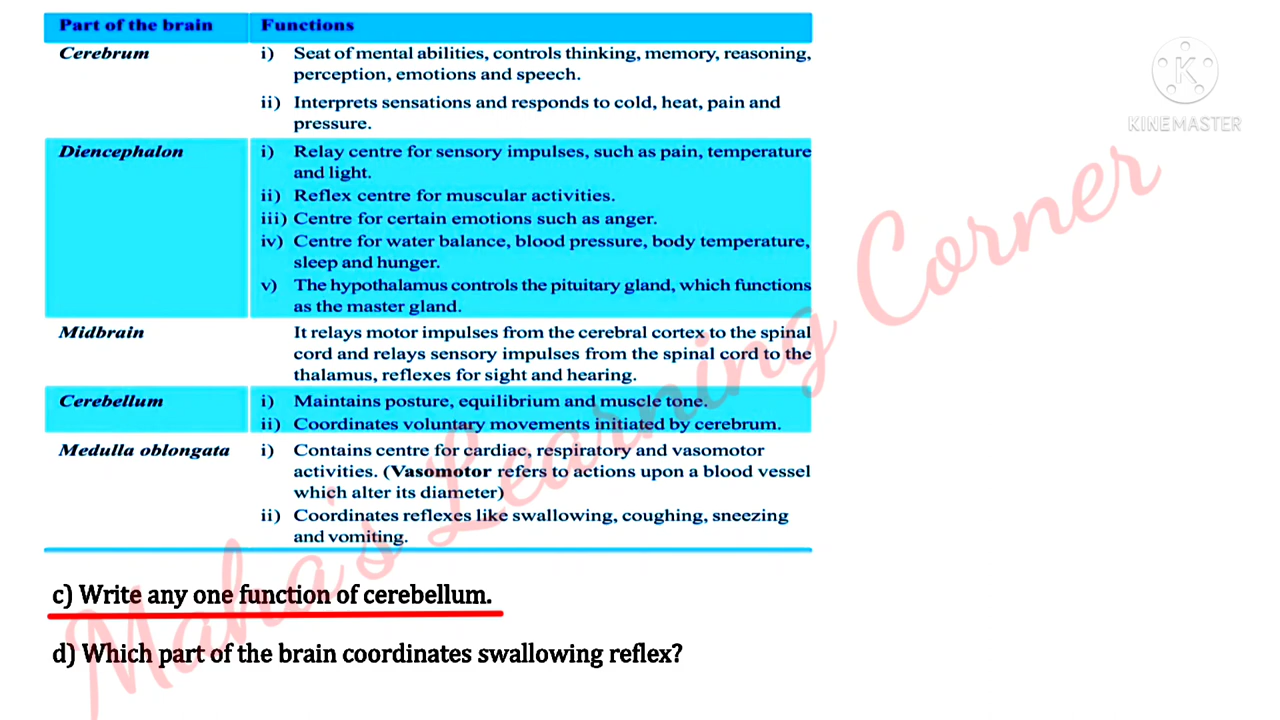 Part of the brain Functions
Cerebrum i) Seat of mental abilities, controls thinking, memory, reasoning,
perception, emotions and speech.
ii) Interprets sensations and responds to cold, heat, pain and
pressure.
Diencephalon i) Relay centre for sensory impulses, such as pain, temperature
and light.
ii) Reflex centre for muscular activities.
iii) Centre for certain emotions such as anger.
iv) Centre for water balance, blood pressure, body temperature,
sleep and hunger.
v) The hypothalamus controls the pituitary gland, which functions
as the master gland.
Midbrain It relays motor impulses from the cerebral cortex to the spinal
cord and relays sensory impulses from the spinal cord to the
thalamus, reflexes for sight and hearing.
Cerebellum i) Maintains posture, equilibrium and muscle tone.
ii) Coordinates voluntary movements initiated by cerebrum.
Medulla oblongata i) Contains centre for cardiac, respiratory and vasomotor
activities. (Vasomotor refers to actions upon a blood vessel
which alter its diameter)
ii) Coordinates reflexes like swallowing, coughing, sneezing
and vomiting.
c) Write any one function of cerebellum.
d) Which part of the brain coordinates swallowing reflex?
Maha's Learning Corner
K
KINEMASTER